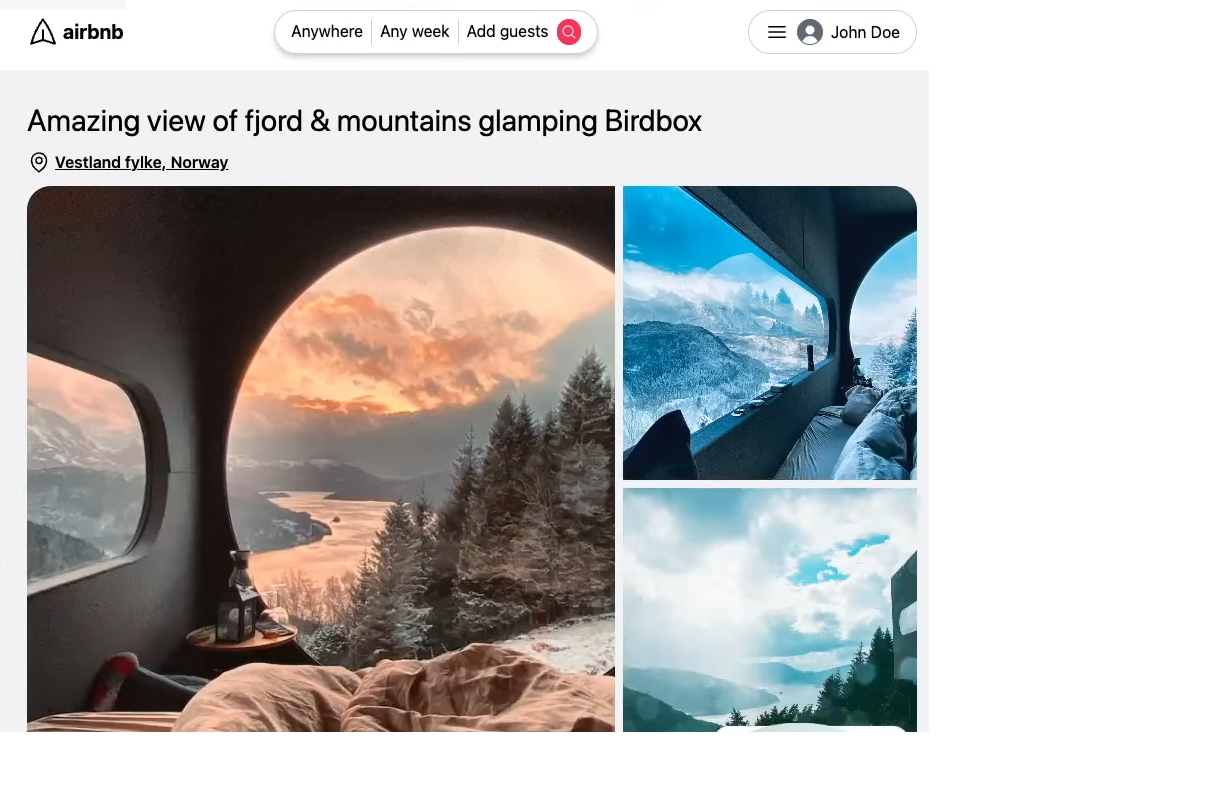 airbnb
Anywhere Any week Add guests
John Doe
Amazing view of fjord & mountains glamping Birdbox
Vestland fylke, Norway